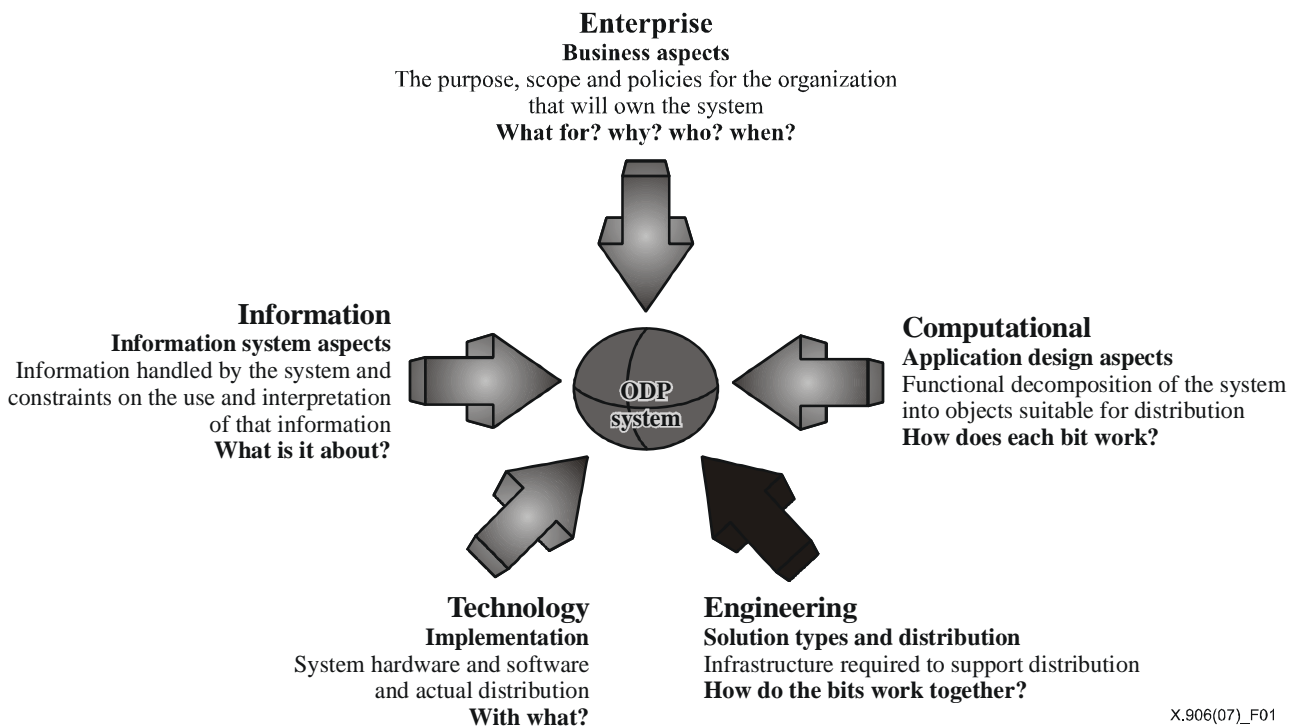 Enterprise
Business aspects
The purpose, scope and policies for the organization
that will own the system
What for? why? who? when?
Information
Information system aspects
Information handled by the system and
constraints on the use and interpretation
of that information
What is it about?
ODP
system
Computational
Application design aspects
Functional decomposition of the system
into objects suitable for distribution
How does each bit work?
Technology
Implementation
System hardware and software
and actual distribution
With what?
Engineering
Solution types and distribution
Infrastructure required to support distribution
How do the bits work together?
X.906(07)_F01